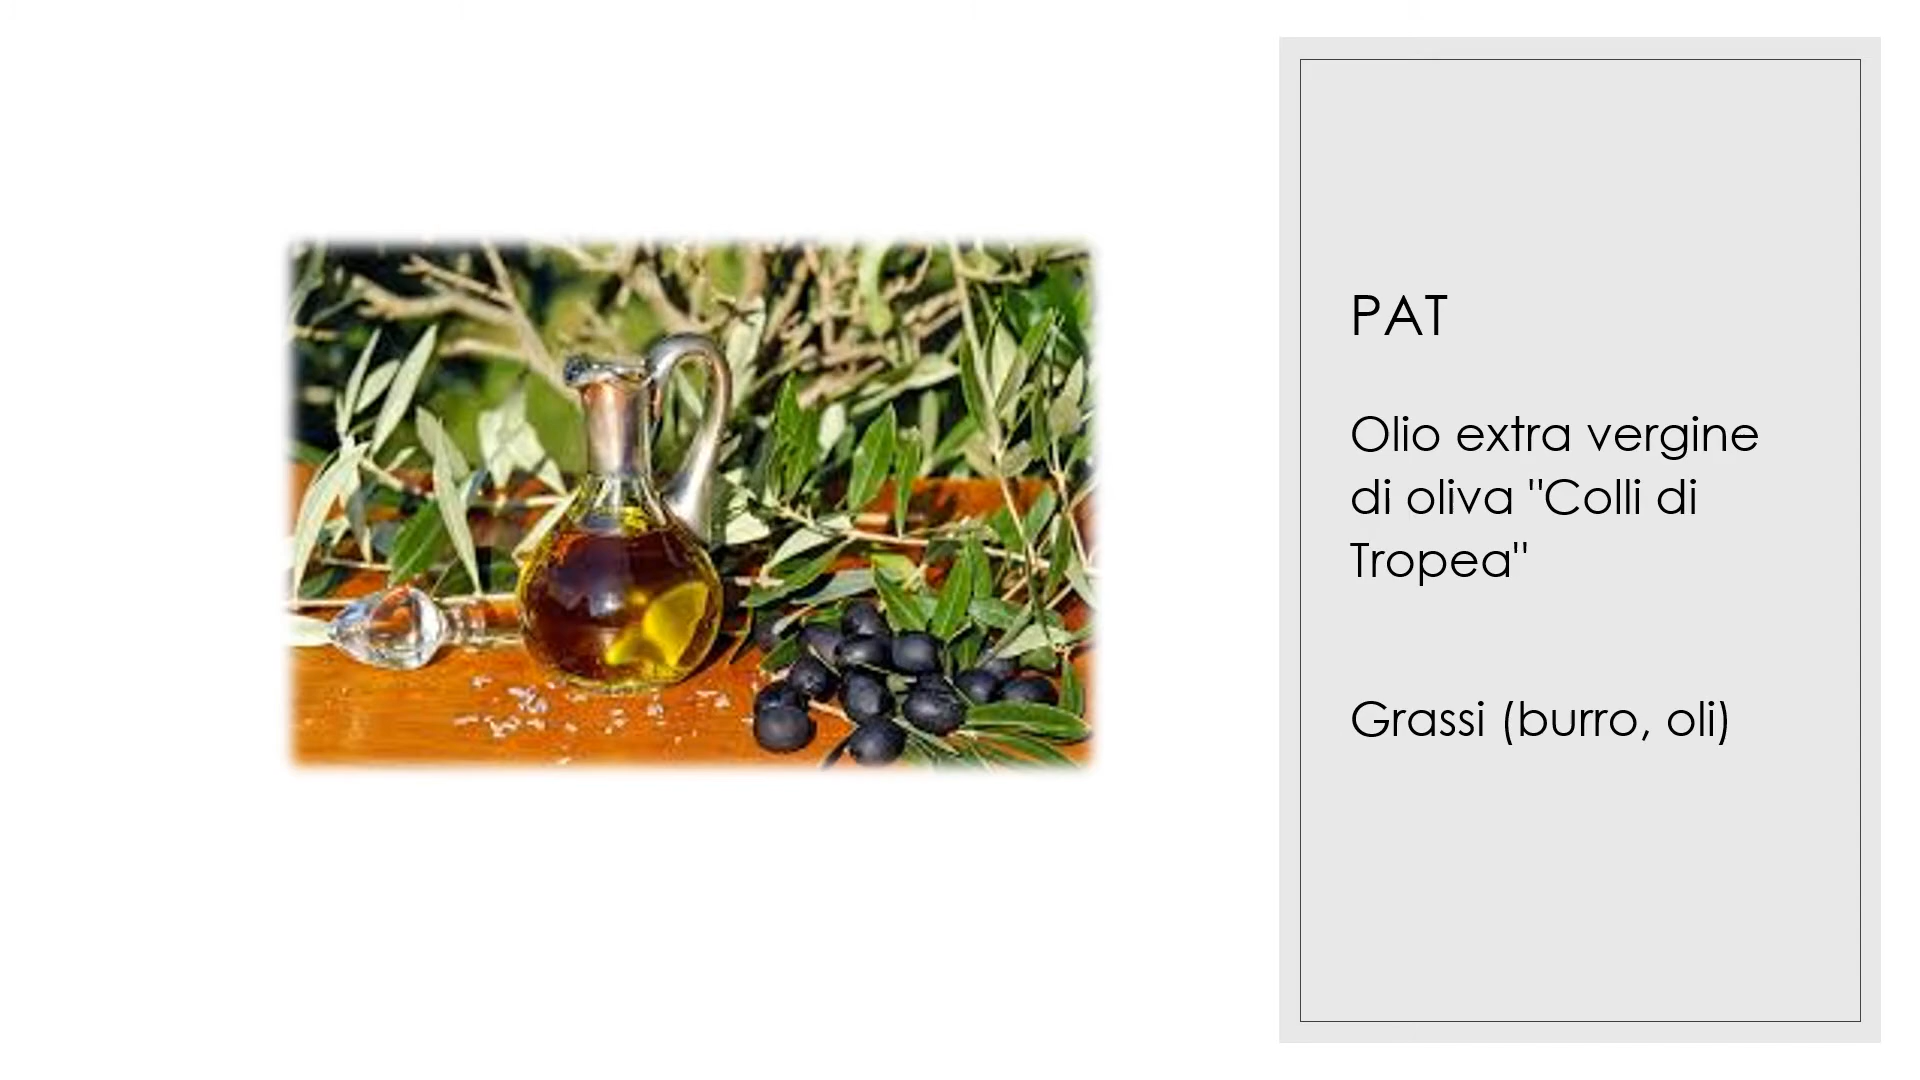 PAT
Olio extra vergine
di oliva "Colli di
Tropea"
Grassi (burro, oli)